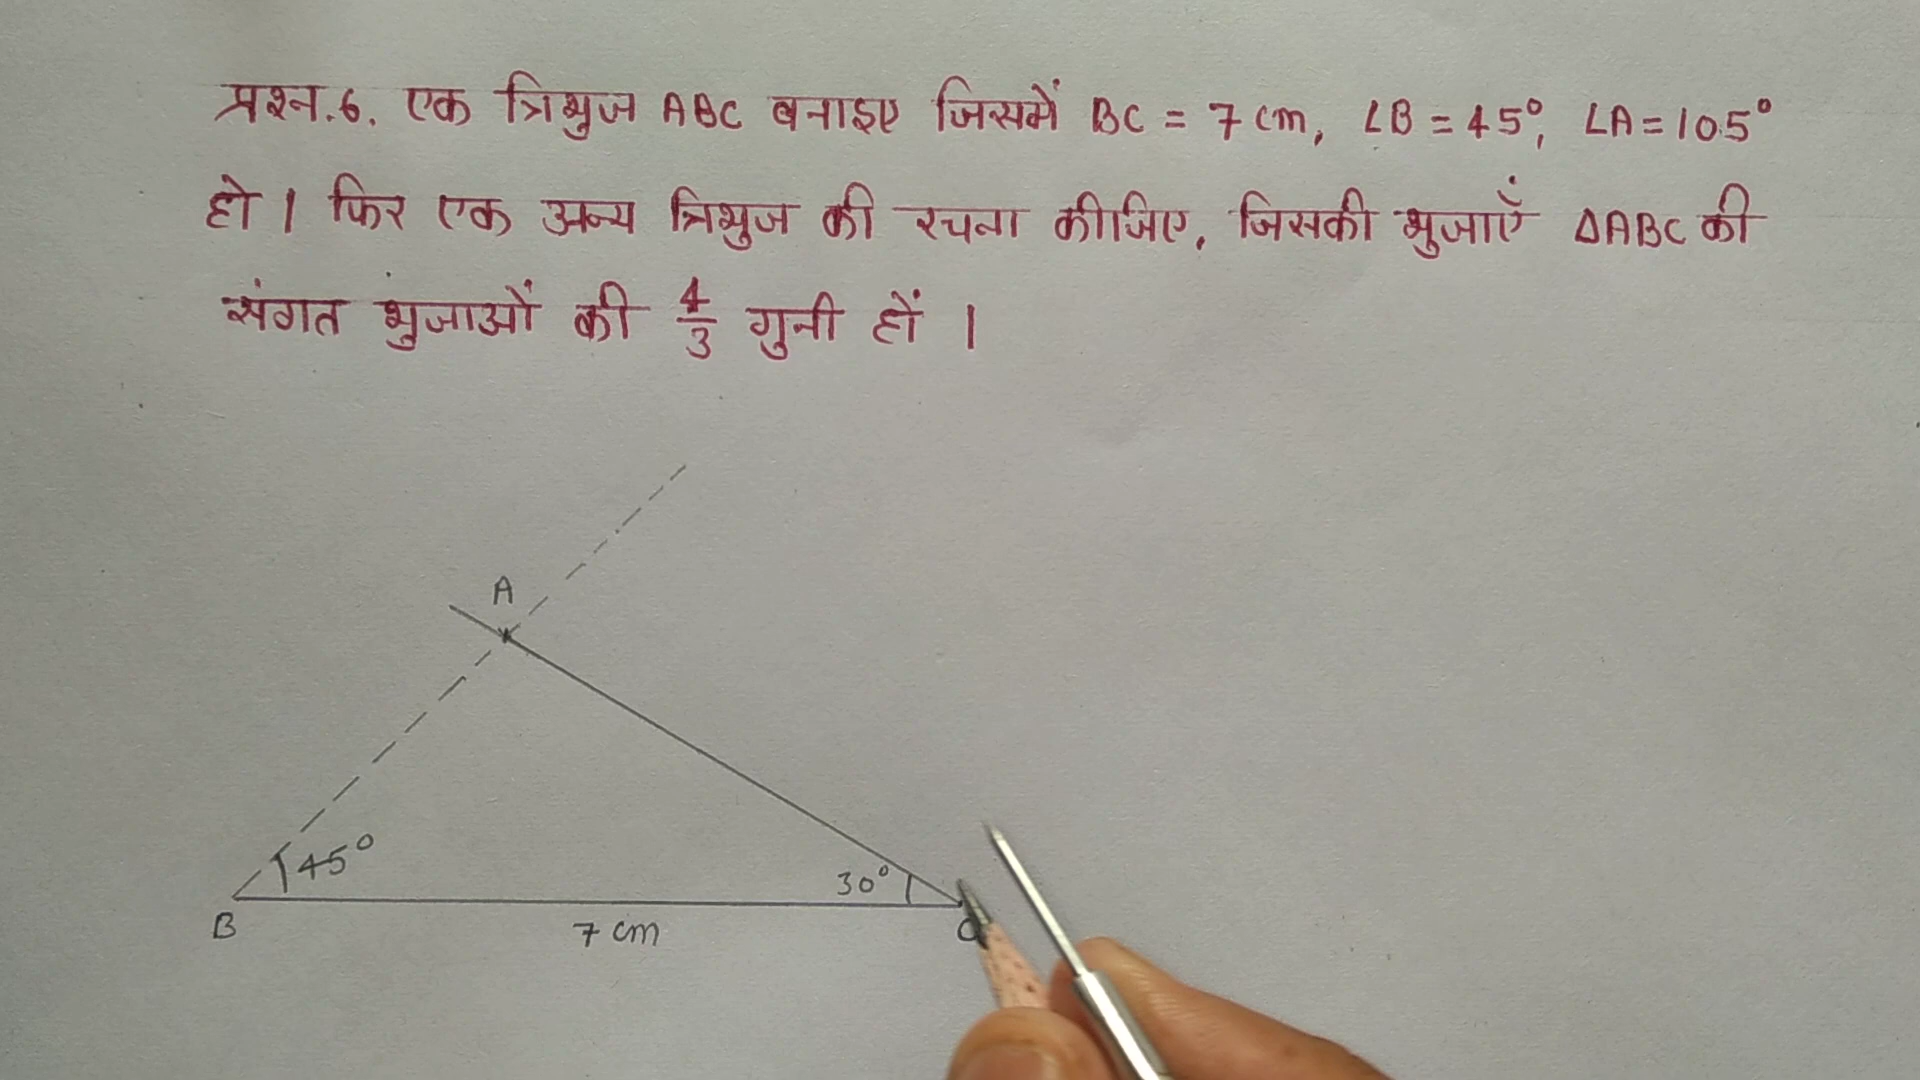 प्रश्न.6. एक त्रिभुज ABC बनाइए जिसमें BC = 7 cm, ∠B = 45°, ∠A = 105°
हो । फिर एक अन्य त्रिभुज की रचना कीजिए, जिसकी भुजाएँ ΔABC की
संगत भुजाओं की 4/3 गुनी हों ।
A
45°
30°
B
7 cm
C